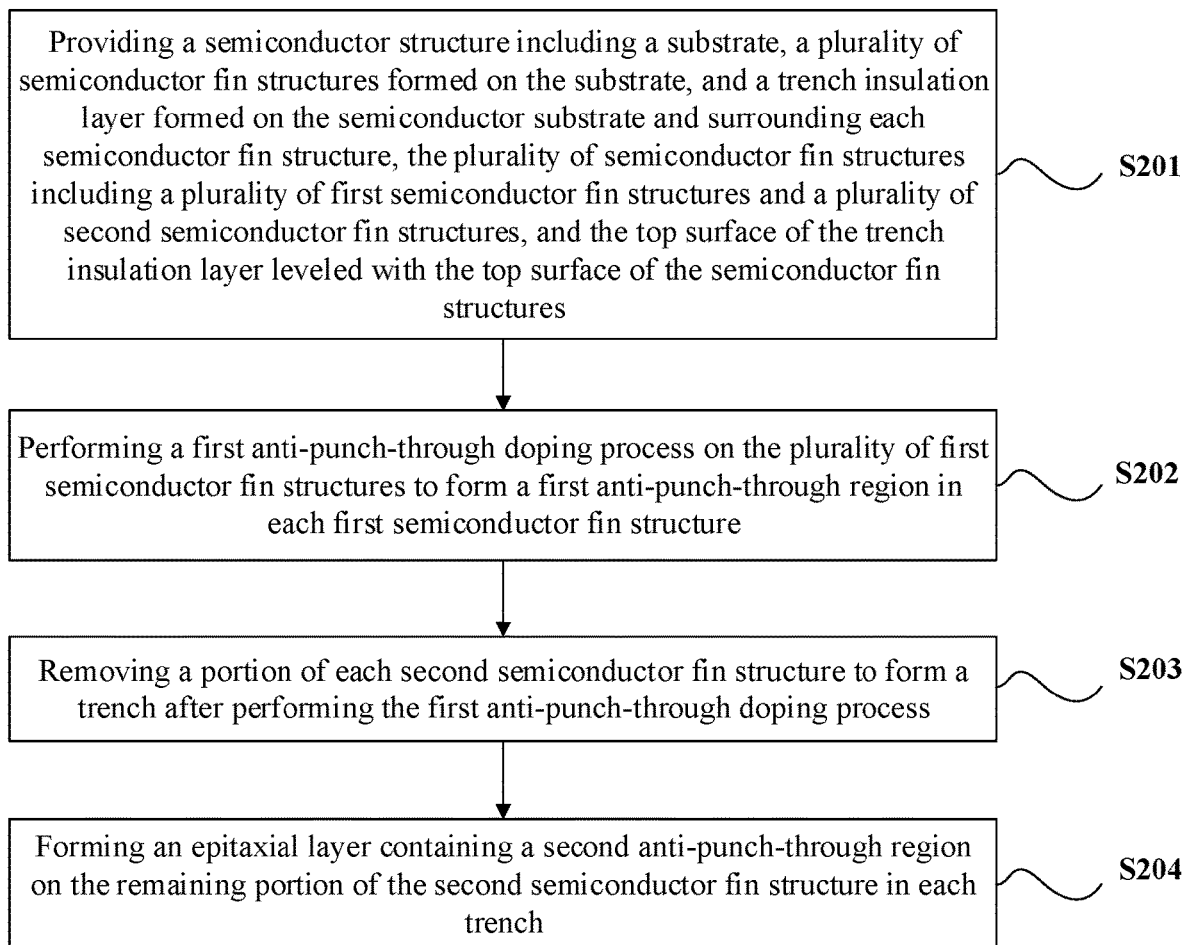 Providing a semiconductor structure including a substrate, a plurality of
semiconductor fin structures formed on the substrate, and a trench insulation
layer formed on the semiconductor substrate and surrounding each
semiconductor fin structure, the plurality of semiconductor fin structures
including a plurality of first semiconductor fin structures and a plurality of
second semiconductor fin structures, and the top surface of the trench
insulation layer leveled with the top surface of the semiconductor fin
structures
S201
Performing a first anti-punch-through doping process on the plurality of first
semiconductor fin structures to form a first anti-punch-through region in
each first semiconductor fin structure
S202
Removing a portion of each second semiconductor fin structure to form a
trench after performing the first anti-punch-through doping process
S203
Forming an epitaxial layer containing a second anti-punch-through region
on the remaining portion of the second semiconductor fin structure in each
trench
S204